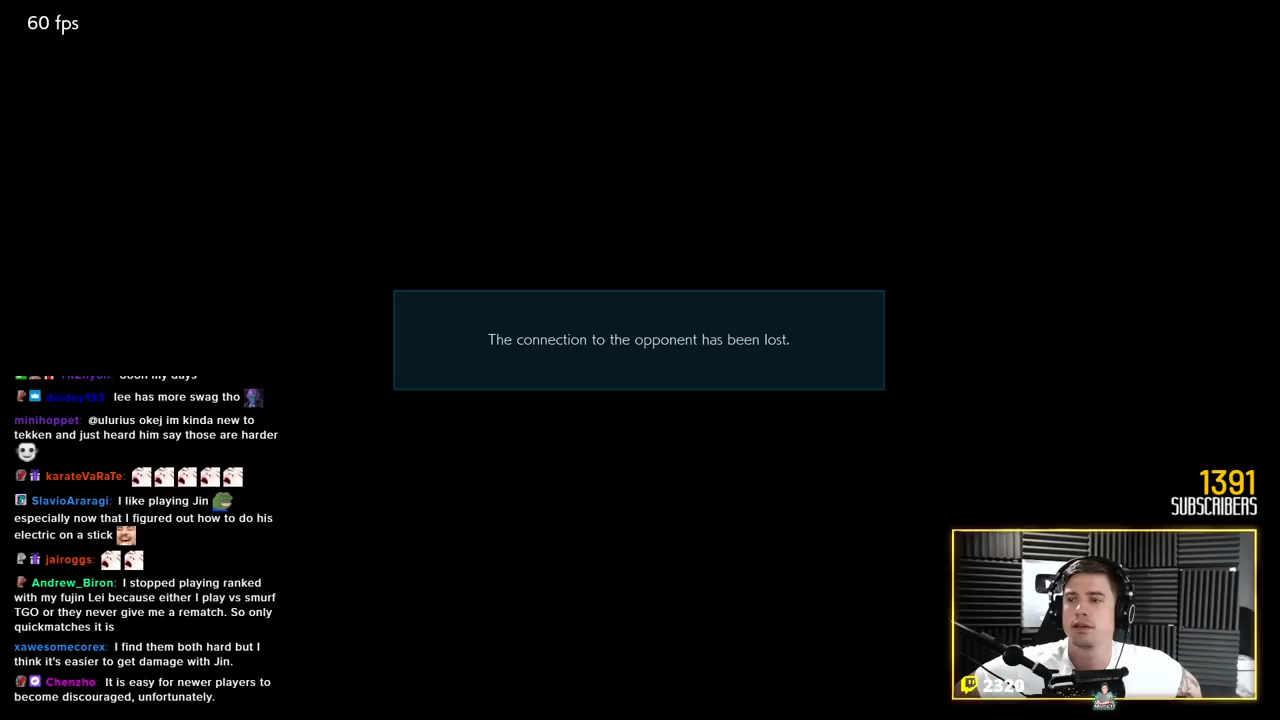 60 fps
The connection to the opponent has been lost.
oooh my days
lee has more swag tho
minihoppet: @ulurius okej im kinda new to
tekken and just heard him say those are harder
karateVaRaTe:
SlavioAraragi: I like playing Jin
especially now that I figured out how to do his
electric on a stick
jairoggs:
Andrew_Biron: I stopped playing ranked
with my fujin Lei because either I play vs smurf
TGO or they never give me a rematch. So only
quickmatches it is
xawesomecorex: I find them both hard but I
think it's easier to get damage with Jin.
Chenzho: It is easy for newer players to
become discouraged, unfortunately.
1391
SUBSCRIBERS
2320